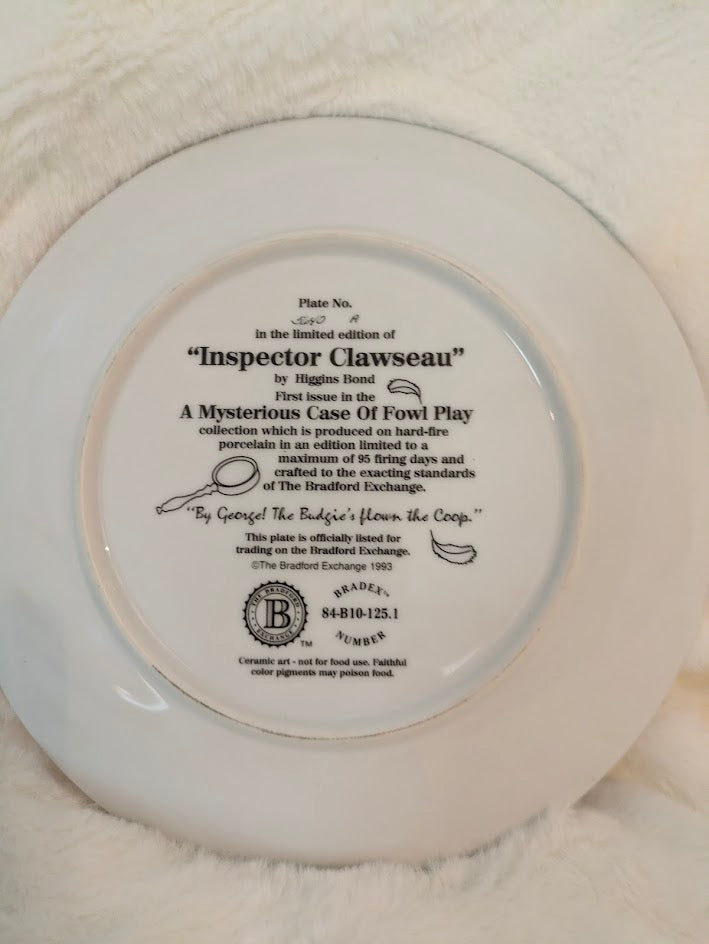 Plate No.
A
in the limited edition of
“Inspector Clawseau”
by Higgins Bond
First issue in the
A Mysterious Case Of Fowl Play
collection which is produced on hard-fire
porcelain in an edition limited to a
maximum of 95 firing days and
crafted to the exacting standards
of The Bradford Exchange.
“By George! The Budgie's flown the Coop.”
This plate is officially listed for
trading on the Bradford Exchange.
©The Bradford Exchange 1993
THE BRADFORD
B
EXCHANGE
TM
BRADEX™
84-B10-125.1
NUMBER
Ceramic art - not for food use. Faithful
color pigments may poison food.